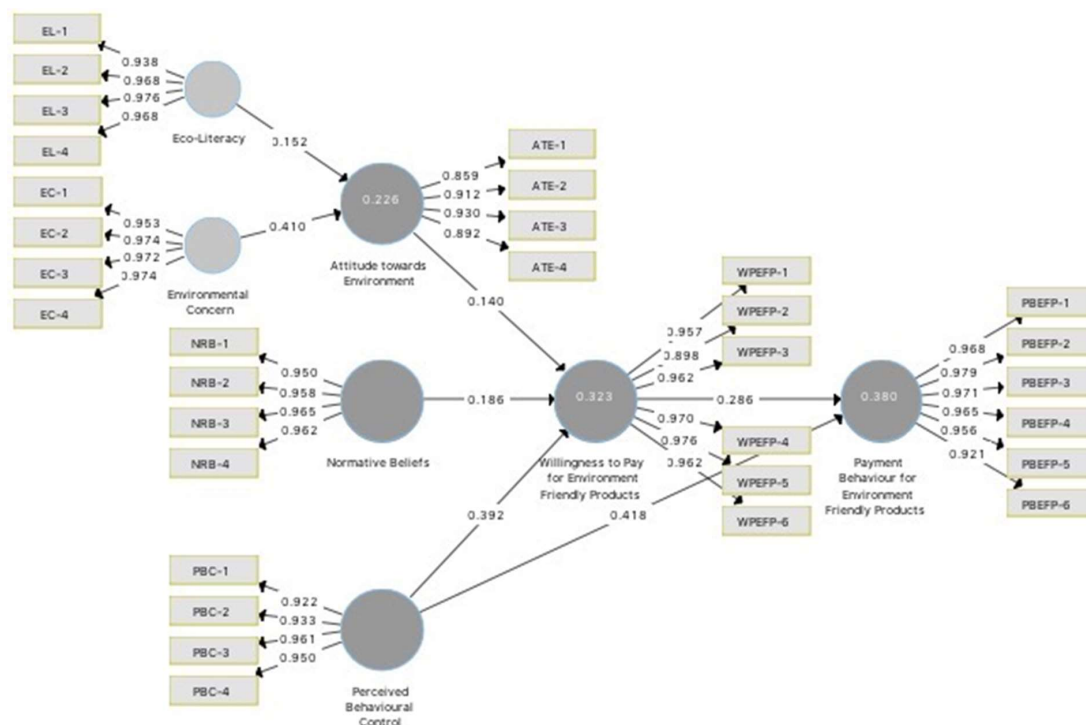 EL-1
0.938
EL-2
0.968
0.976
EL-3
0.968
EL-4
Eco-Literacy
0.152
EC-1
0.953
EC-2
0.974
0.972
EC-3
0.974
EC-4
Environmental
Concern
0.410
0.226
Attitude towards
Environment
ATE-1
0.859
ATE-2
0.912
0.930
ATE-3
0.892
ATE-4
0.140
NRB-1
0.950
NRB-2
0.958
0.965
NRB-3
0.962
NRB-4
Normative Beliefs
0.186
0.323
Willingness to Pay
for Environment
Friendly Products
WPEFP-1
0.957
WPEFP-2
0.898
WPEFP-3
0.962
0.286
0.970
WPEFP-4
0.976
0.962
WPEFP-5
WPEFP-6
0.392
0.418
0.380
Payment
Behaviour for
Environment
Friendly Products
PBEFP-1
0.968
PBEFP-2
0.979
PBEFP-3
0.971
0.965
PBEFP-4
0.956
PBEFP-5
0.921
PBEFP-6
PBC-1
0.922
PBC-2
0.933
0.961
PBC-3
0.950
PBC-4
Perceived
Behavioural
Control